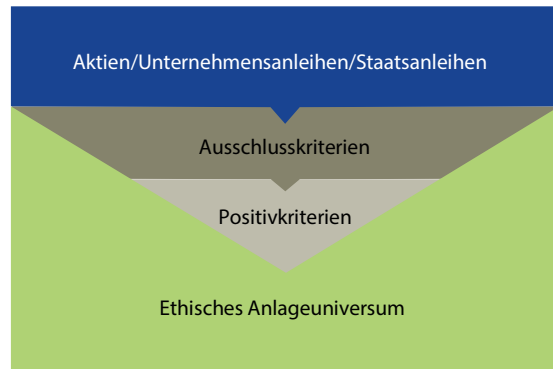 Aktien/Unternehmensanleihen/Staatsanleihen
Ausschlusskriterien
Positivkriterien
Ethisches Anlageuniversum